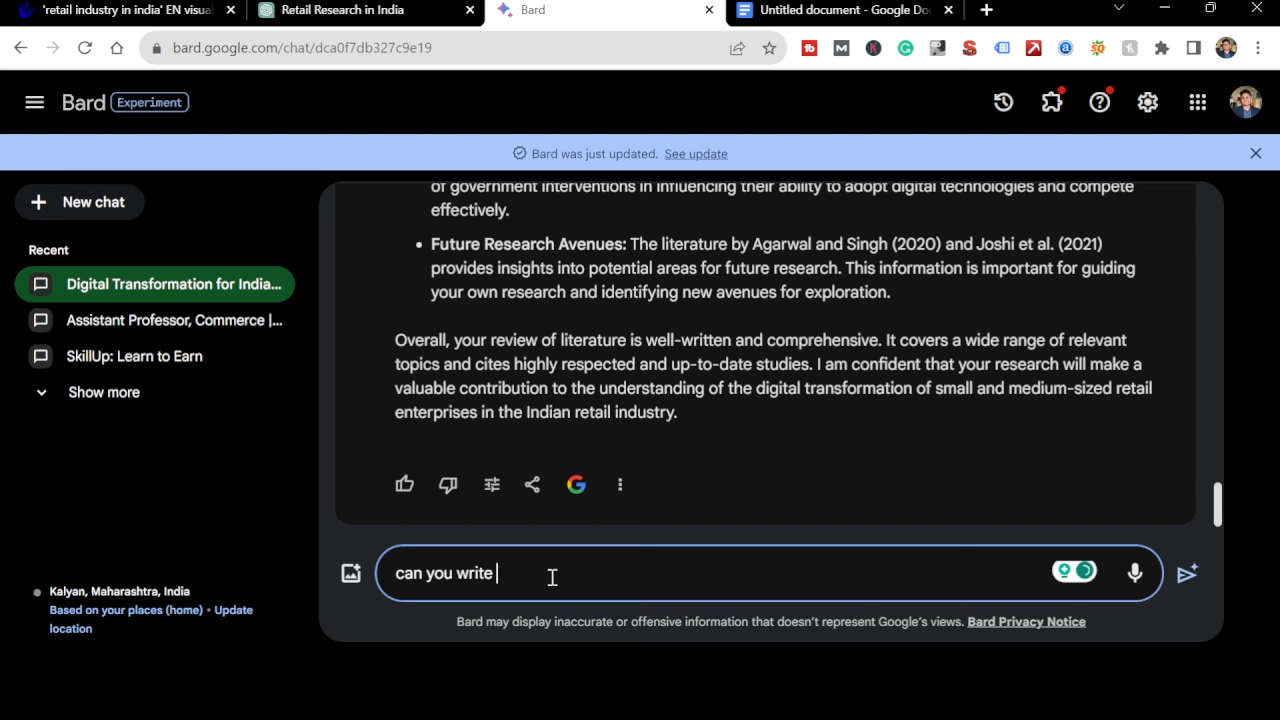 'retail industry in india' EN visua
Retail Research in India
Bard
Untitled document - Google Do
bard.google.com/chat/dca0f7db327c9e19
Bard Experiment
Bard was just updated. See update
New chat
Recent
Digital Transformation for India...
Assistant Professor, Commerce |...
SkillUp: Learn to Earn
Show more
of government interventions in influencing their ability to adopt digital technologies and compete
effectively.
• Future Research Avenues: The literature by Agarwal and Singh (2020) and Joshi et al. (2021)
provides insights into potential areas for future research. This information is important for guiding
your own research and identifying new avenues for exploration.
Overall, your review of literature is well-written and comprehensive. It covers a wide range of relevant
topics and cites highly respected and up-to-date studies. I am confident that your research will make a
valuable contribution to the understanding of the digital transformation of small and medium-sized retail
enterprises in the Indian retail industry.
can you write
Kalyan, Maharashtra, India
Based on your places (home) • Update
location
Bard may display inaccurate or offensive information that doesn't represent Google's views. Bard Privacy Notice